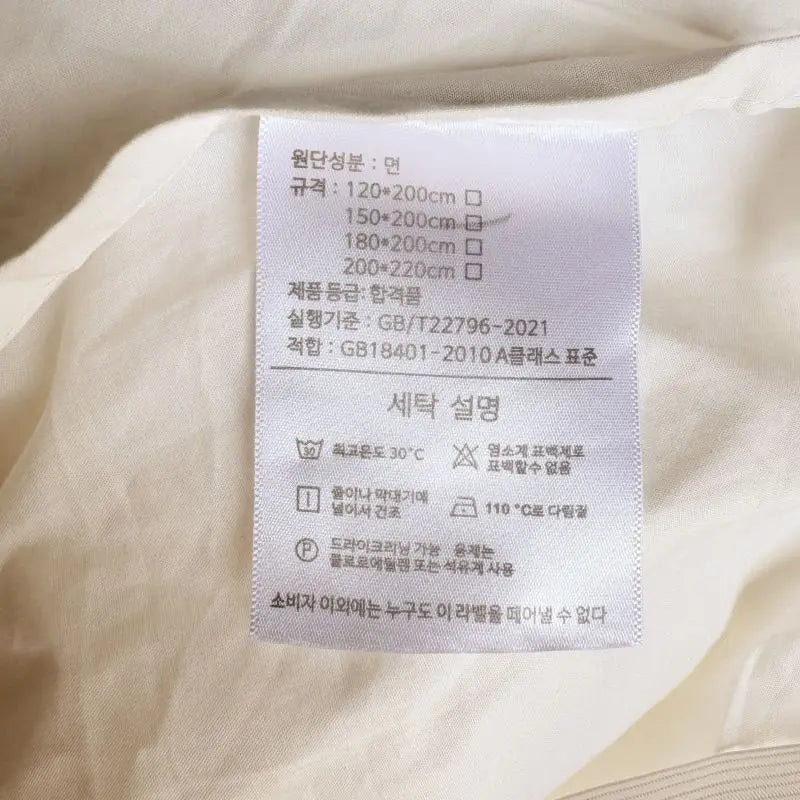 원단성분 : 면
규격 : 120*200cm □
150*200cm □
180*200cm □
200*220cm □
제품등급: 합격품
실행기준 : GB/T22796-2021
적합 : GB18401-2010 A클래스 표준
세탁 설명
30 최고온도 30°C
염소계 표백제로
표백할수 없음
줄이나 막대기에
널어서 건조
110 °C로 다림질
P 드라이크리닝 가능 용제는
클로로에틸렌 또는 석유계 사용
소비자 이외에는 누구도 이 라벨을 떼어낼 수 없다